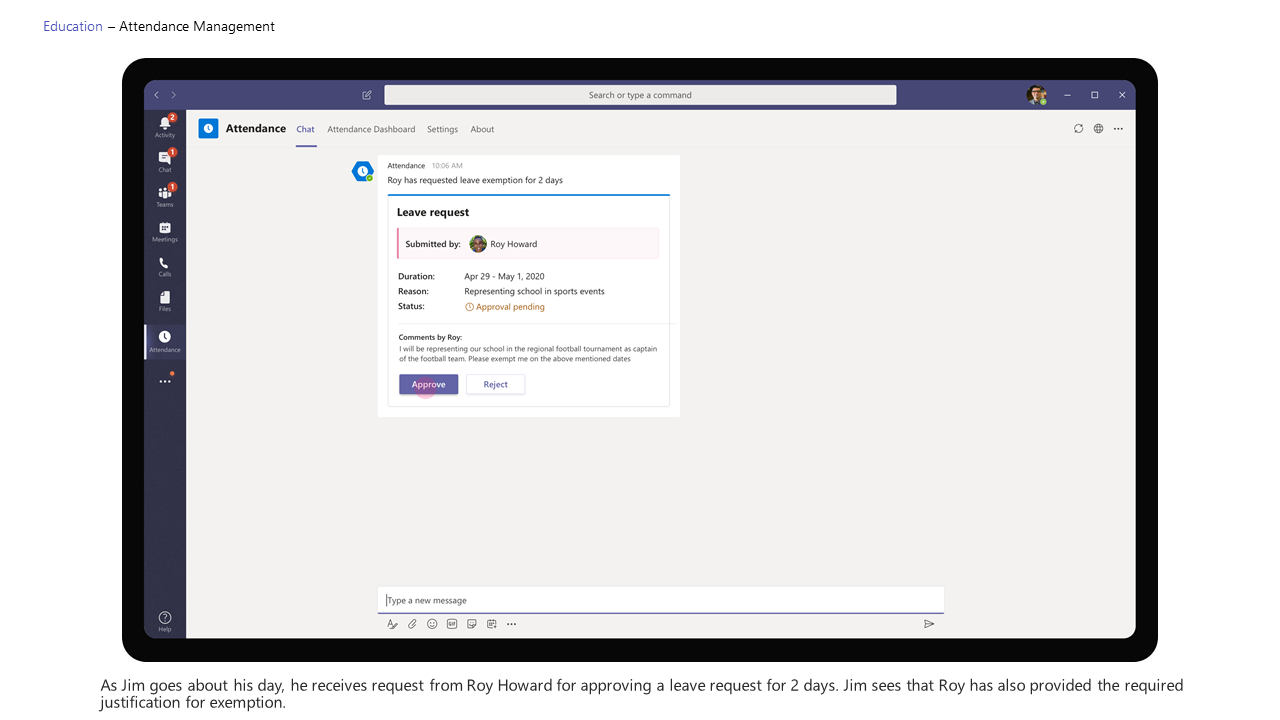 Education – Attendance Management
Search or type a command
2
Activity
1
Chat
1
Teams
Meetings
Calls
Files
Attendance
Help
Attendance Chat Attendance Dashboard Settings About
Attendance 10:06 AM
Roy has requested leave exemption for 2 days
Leave request
Submitted by: Roy Howard
Duration: Apr 29 - May 1, 2020
Reason: Representing school in sports events
Status: Approval pending
Comments by Roy:
I will be representing our school in the regional football tournament as captain
of the football team. Please exempt me on the above mentioned dates
Approve Reject
Type a new message
GIF
As Jim goes about his day, he receives request from Roy Howard for approving a leave request for 2 days. Jim sees that Roy has also provided the required
justification for exemption.